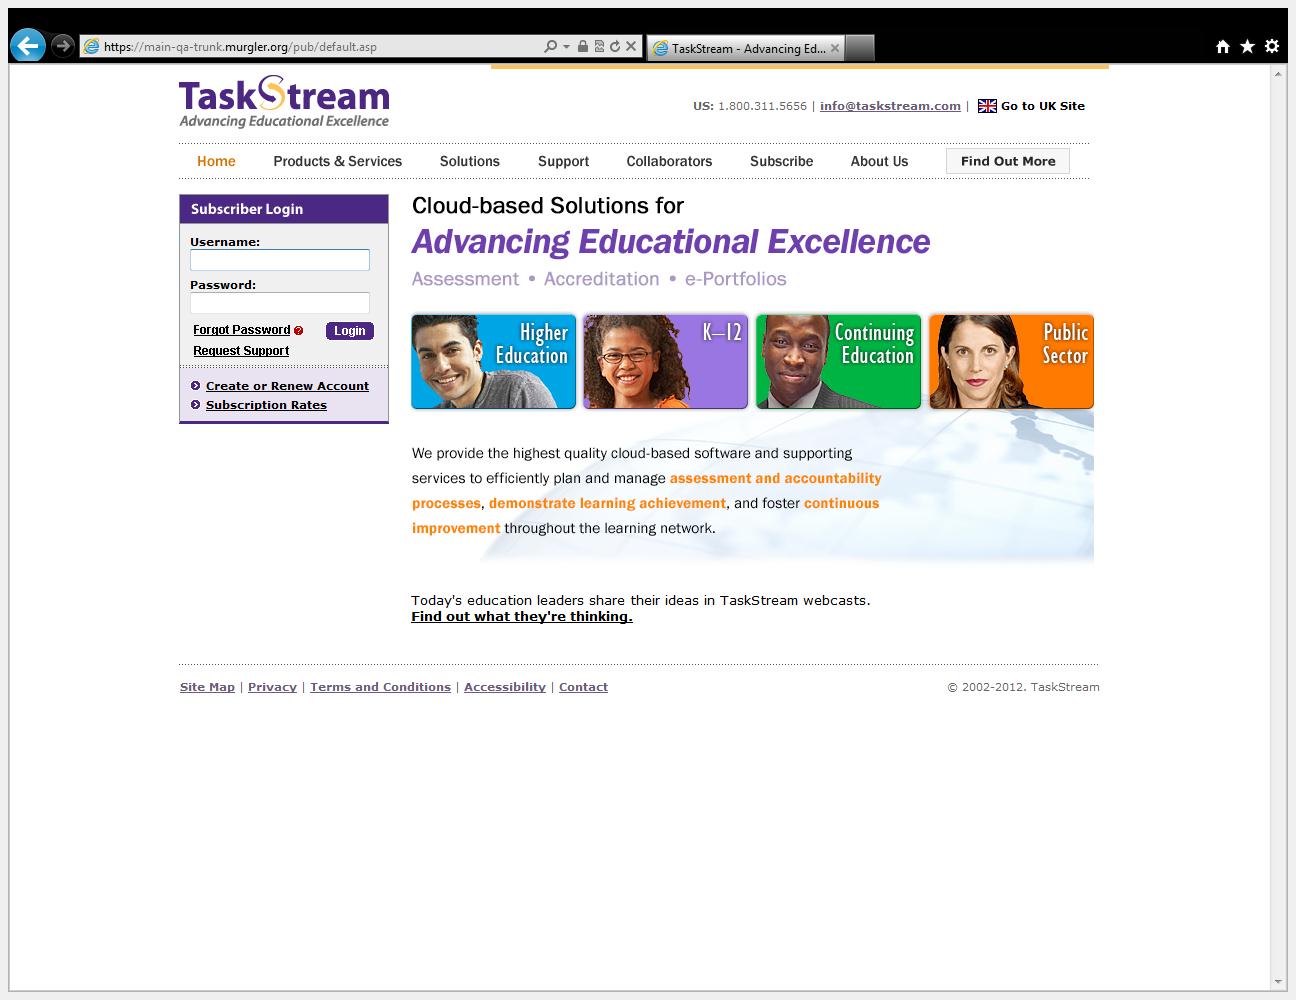 https://main-qa-trunk.murgler.org/pub/default.asp
TaskStream - Advancing Ed...
TaskStream
Advancing Educational Excellence
US: 1.800.311.5656 | info@taskstream.com | Go to UK Site
Home Products & Services Solutions Support Collaborators Subscribe About Us Find Out More
Subscriber Login
Username:
Password:
Forgot Password ? Login
Request Support
Create or Renew Account
Subscription Rates
Cloud-based Solutions for
Advancing Educational Excellence
Assessment • Accreditation • e-Portfolios
Higher
Education
K–12
Continuing
Education
Public
Sector
We provide the highest quality cloud-based software and supporting
services to efficiently plan and manage assessment and accountability
processes, demonstrate learning achievement, and foster continuous
improvement throughout the learning network.
Today's education leaders share their ideas in TaskStream webcasts.
Find out what they're thinking.
Site Map | Privacy | Terms and Conditions | Accessibility | Contact
© 2002-2012. TaskStream